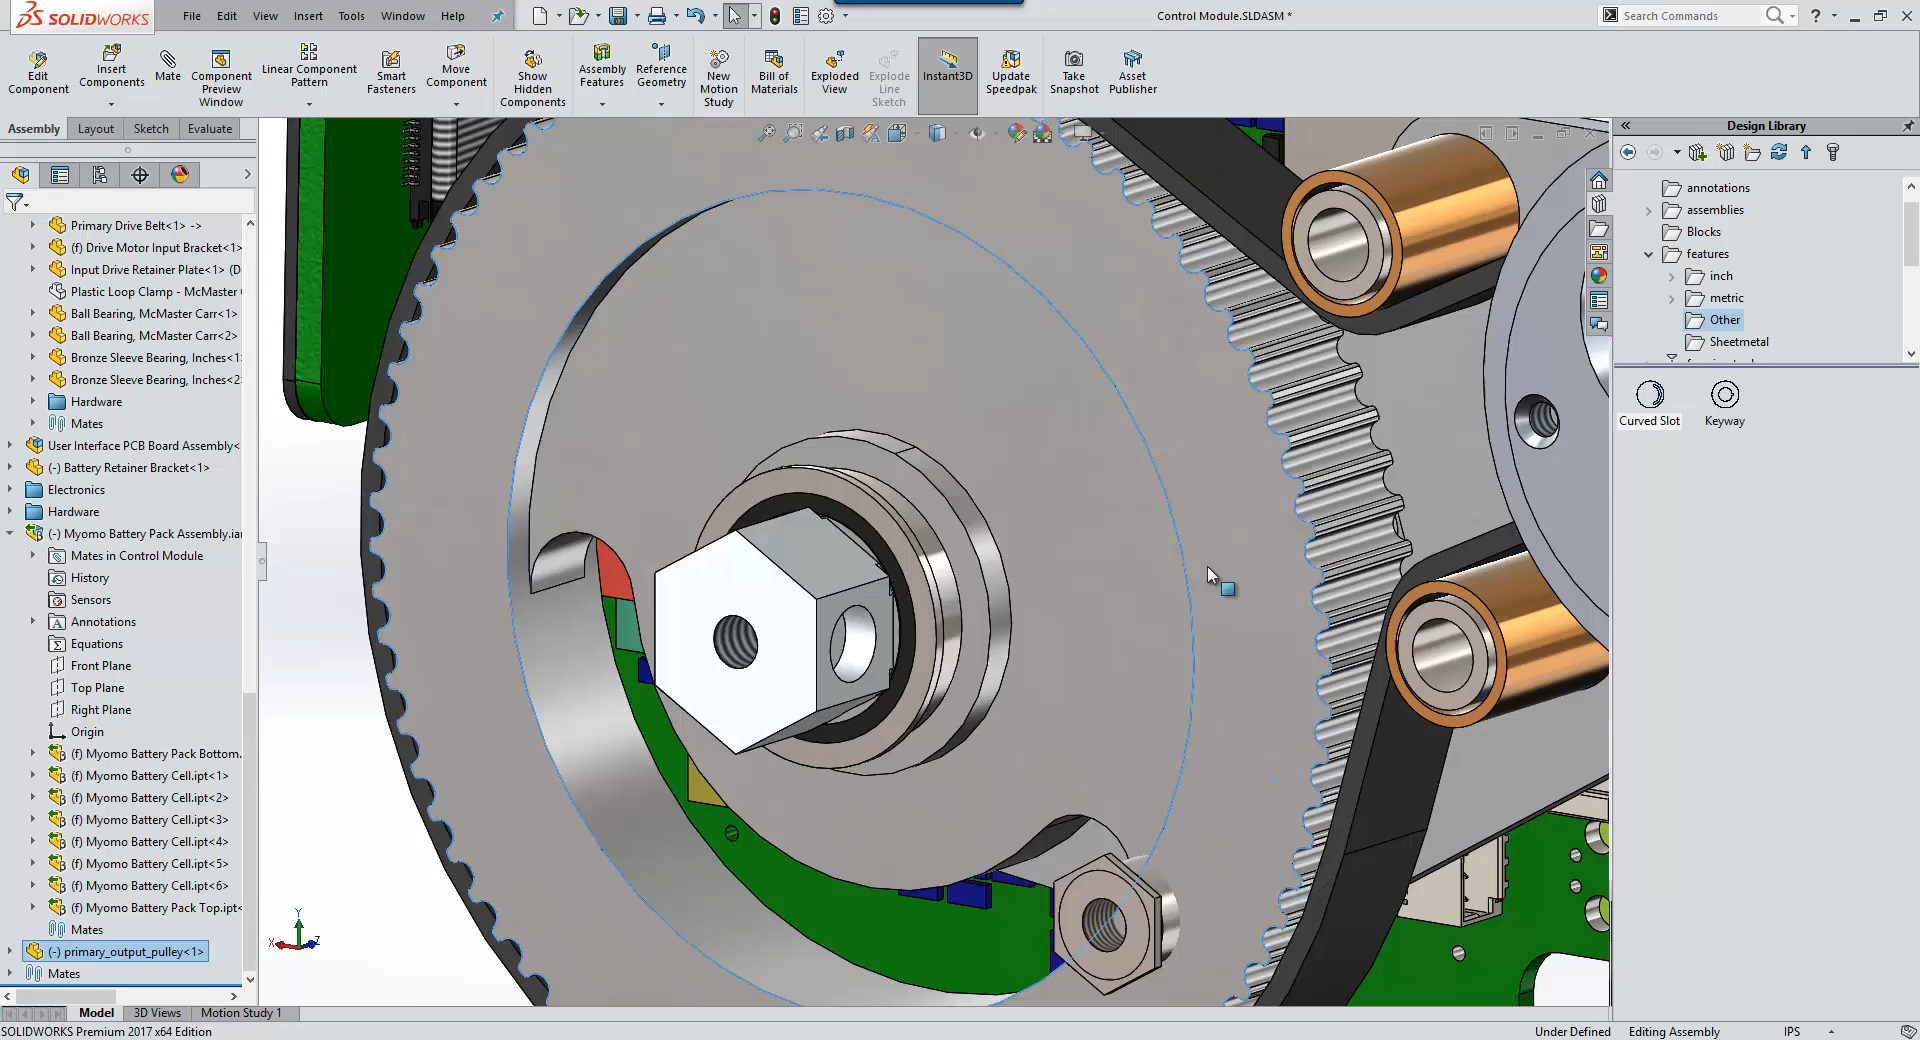 SOLIDWORKS
File Edit View Insert Tools Window Help
Control Module.SLDASM *
Search Commands
Edit Component
Insert Components
Mate
Component Preview Window
Linear Component Pattern
Smart Fasteners
Move Component
Show Hidden Components
Assembly Features
Reference Geometry
New Motion Study
Bill of Materials
Exploded View
Explode Line Sketch
Instant3D
Update Speedpak
Take Snapshot
Asset Publisher
Assembly Layout Sketch Evaluate
Primary Drive Belt<1> ->
(f) Drive Motor Input Bracket<1>
Input Drive Retainer Plate<1> (D
Plastic Loop Clamp - McMaster
Ball Bearing, McMaster Carr<1>
Ball Bearing, McMaster Carr<2>
Bronze Sleeve Bearing, Inches<1
Bronze Sleeve Bearing, Inches<2
Hardware
Mates
User Interface PCB Board Assembly<
(-) Battery Retainer Bracket<1>
Electronics
Hardware
(-) Myomo Battery Pack Assembly.iar
Mates in Control Module
History
Sensors
Annotations
Equations
Front Plane
Top Plane
Right Plane
Origin
(f) Myomo Battery Pack Bottom.
(f) Myomo Battery Cell.ipt<1>
(f) Myomo Battery Cell.ipt<2>
(f) Myomo Battery Cell.ipt<3>
(f) Myomo Battery Cell.ipt<4>
(f) Myomo Battery Cell.ipt<5>
(f) Myomo Battery Cell.ipt<6>
(f) Myomo Battery Pack Top.ipt<
Mates
(-) primary_output_pulley<1>
Mates
Y
X
Z
Design Library
annotations
assemblies
Blocks
features
inch
metric
Other
Sheetmetal
Curved Slot
Keyway
Model 3D Views Motion Study 1
SOLIDWORKS Premium 2017 x64 Edition
Under Defined Editing Assembly IPS